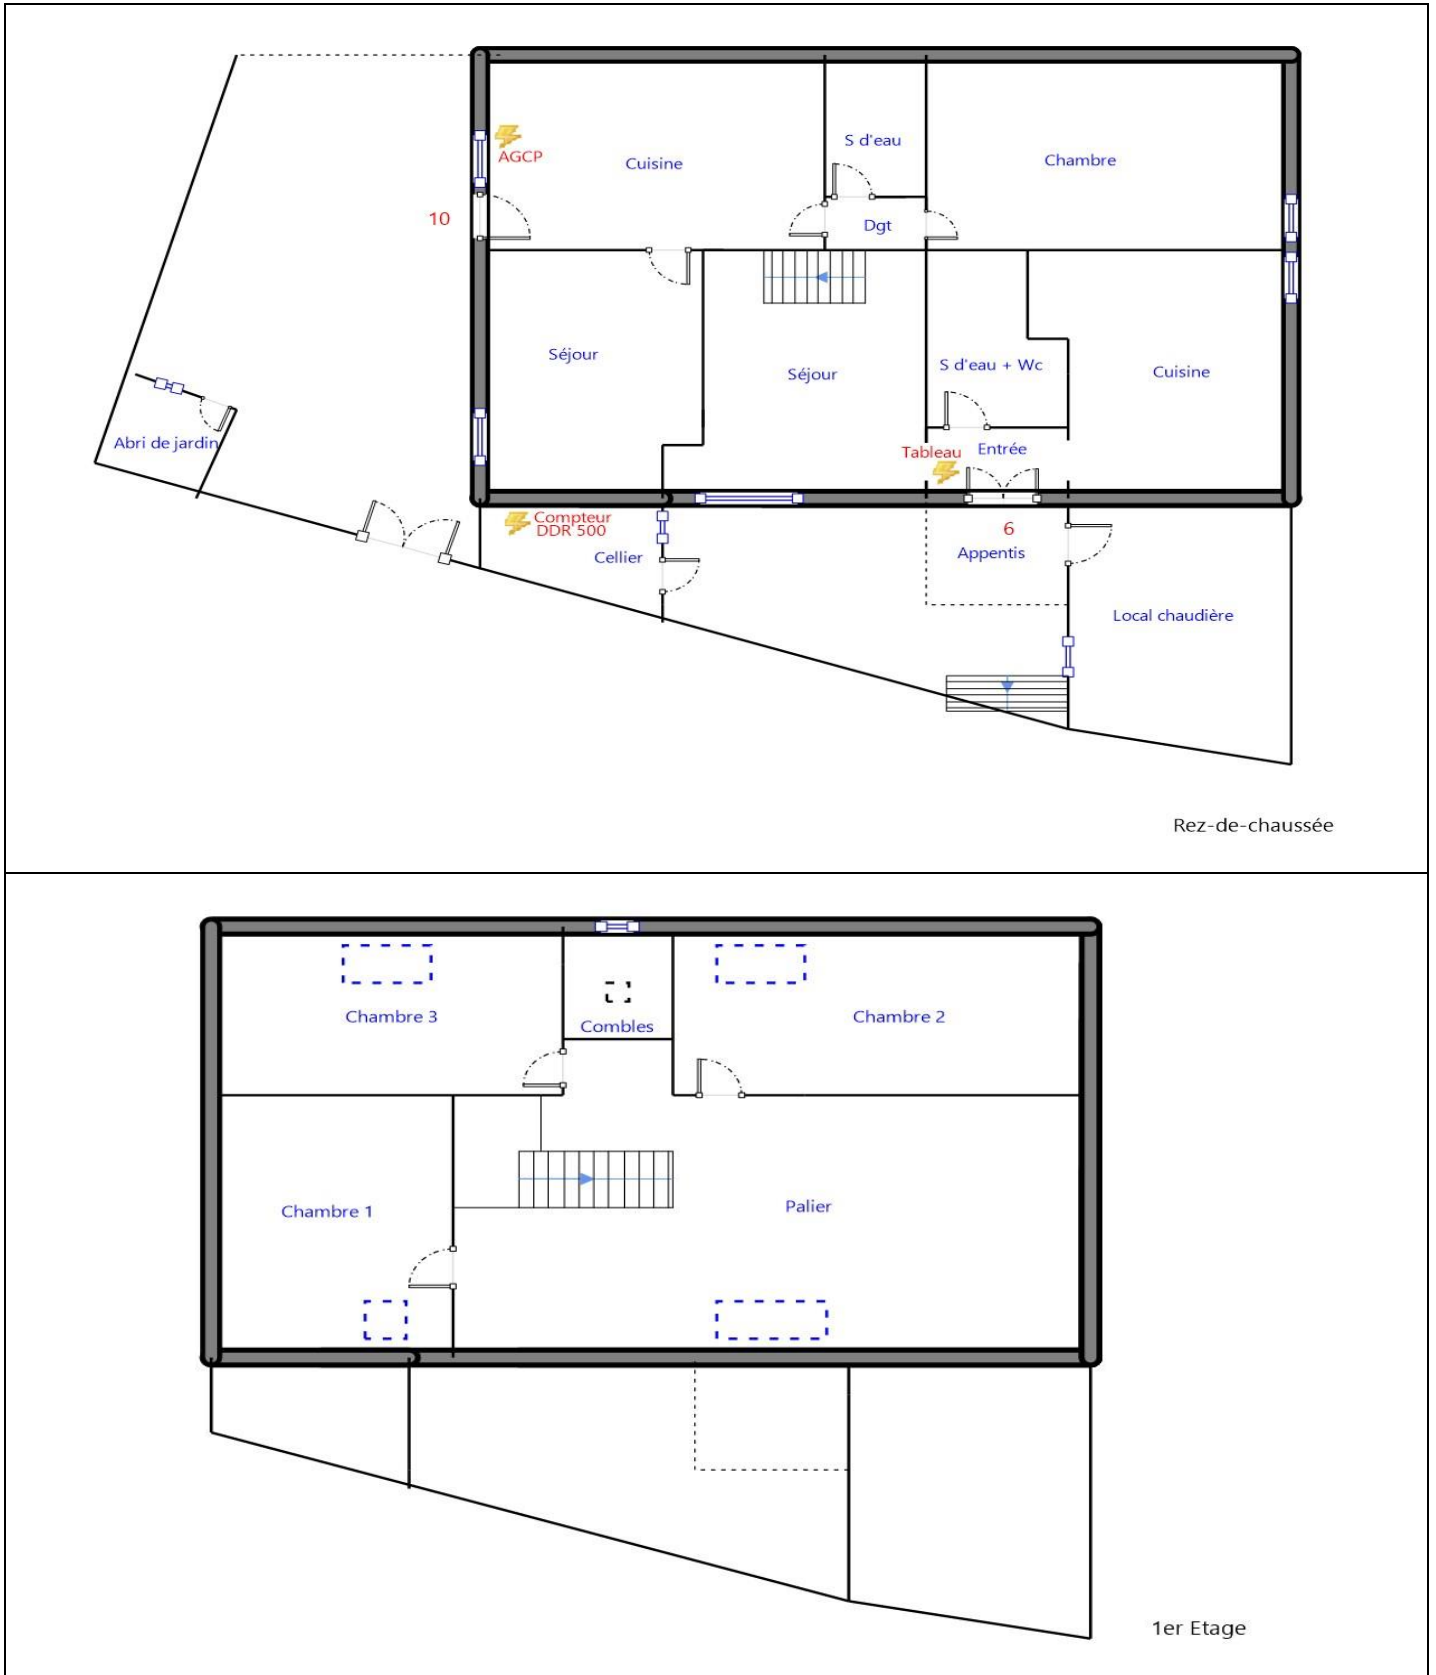 S d'eau
AGCP
Cuisine
Chambre
10
Dgt
Séjour
Séjour
S d'eau + Wc
Cuisine
Abri de jardin
Tableau
Entrée
Compteur
DDR 500
6
Cellier
Appentis
Local chaudière
Rez-de-chaussée
Chambre 3
Combles
Chambre 2
Chambre 1
Palier
1er Etage